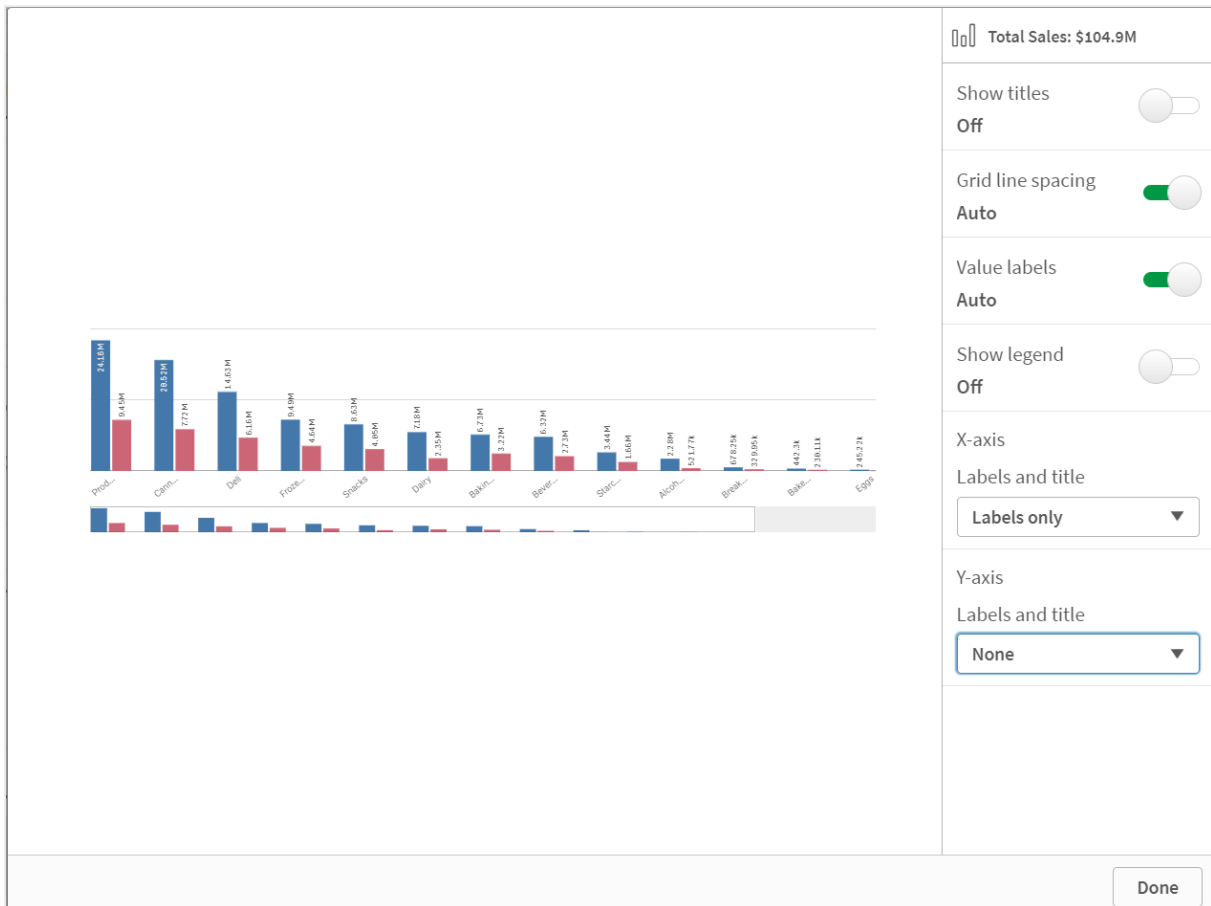 Total Sales: $104.9M
Show titles
Off
Grid line spacing
Auto
Value labels
Auto
Show legend
Off
X-axis
Labels and title
Labels only
Y-axis
Labels and title
None
24.16M 9.45M 20.52M 7.72M 14.63M 6.16M 9.49M 4.64M 8.63M 4.85M 7.18M 2.35M 6.73M 3.22M 6.32M 2.73M 3.44M 1.66M 2.28M 521.77k 678.25k 329.95k 442.3k 230.11k 245.22k
Prod... Cann... Deli Froze... Snacks Dairy Bakin... Bever... Starc... Alcoh... Break... Bake... Eggs
Done